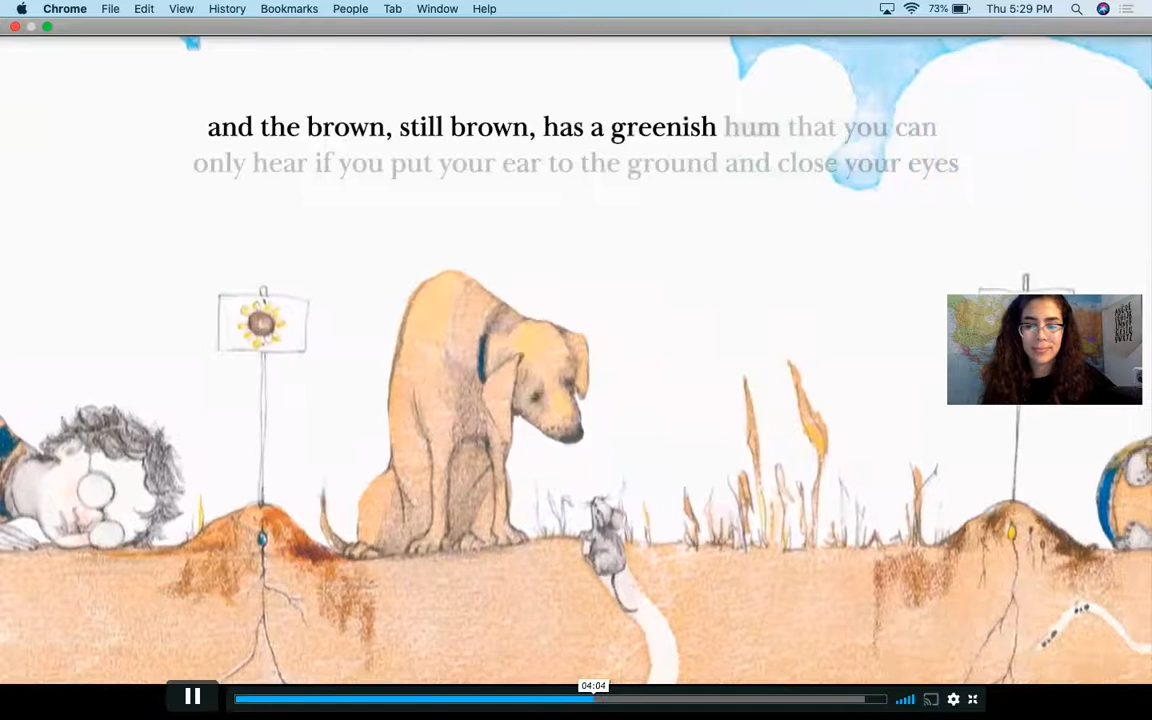 Chrome File Edit View History Bookmarks People Tab Window Help 73% Thu 5:29 PM
and the brown, still brown, has a greenish hum that you can
only hear if you put your ear to the ground and close your eyes
04:04